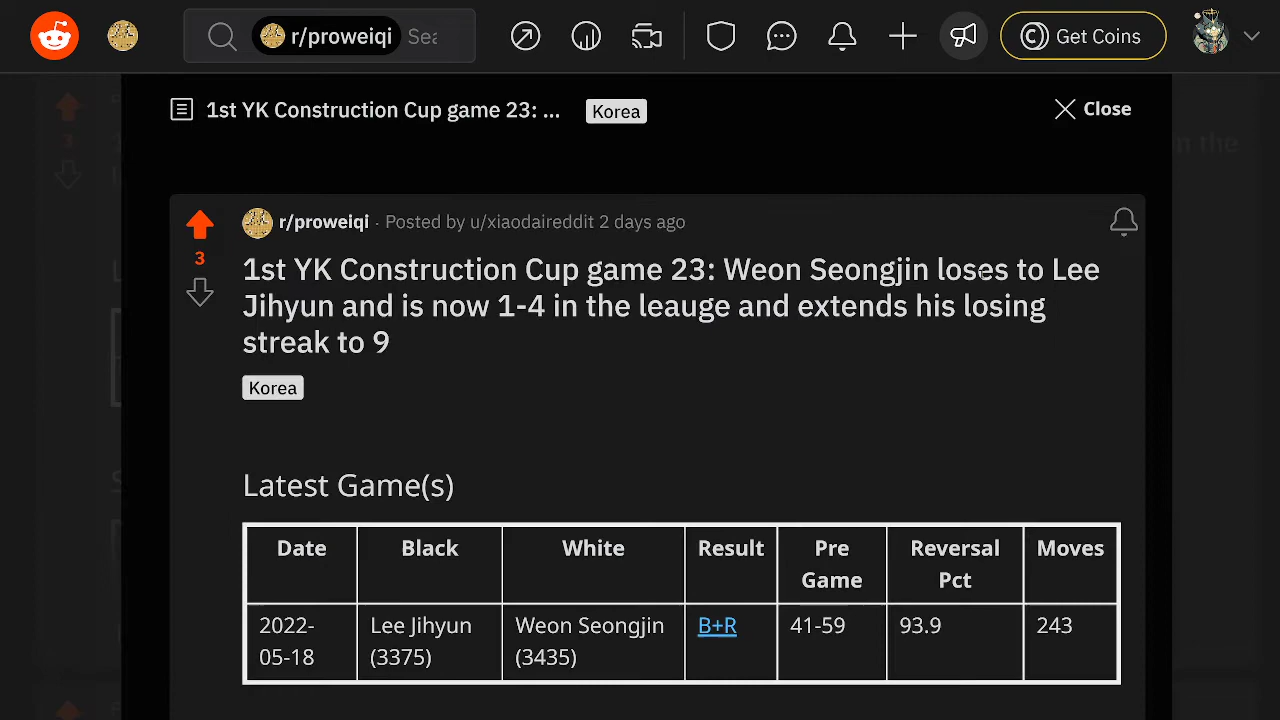 r/proweiqi Sea
Get Coins
1st YK Construction Cup game 23: ... Korea Close
r/proweiqi · Posted by u/xiaodaireddit 2 days ago
3
1st YK Construction Cup game 23: Weon Seongjin loses to Lee
Jihyun and is now 1-4 in the leauge and extends his losing
streak to 9
Korea
Latest Game(s)
Date Black White Result Pre Game Reversal Pct Moves
2022-05-18 Lee Jihyun (3375) Weon Seongjin (3435) B+R 41-59 93.9 243